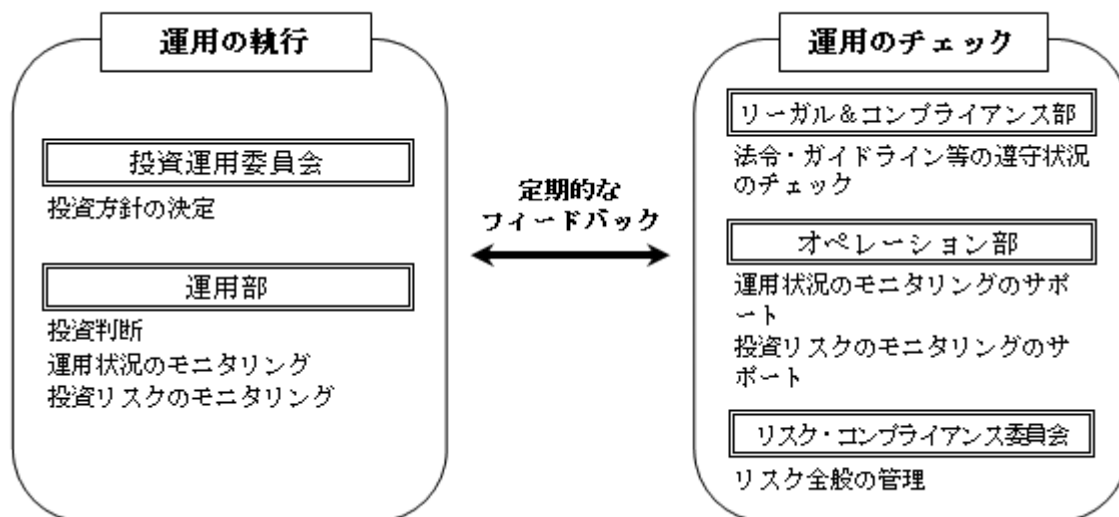 運用の執行
投資運用委員会
投資方針の決定
運用部
投資判断
運用状況のモニタリング
投資リスクのモニタリング
定期的な
フィードバック
運用のチェック
リーガル＆コンプライアンス部
法令・ガイドライン等の遵守状況
のチェック
オペレーション部
運用状況のモニタリングのサポ
ート
投資リスクのモニタリングのサ
ポート
リスク・コンプライアンス委員会
リスク全般の管理